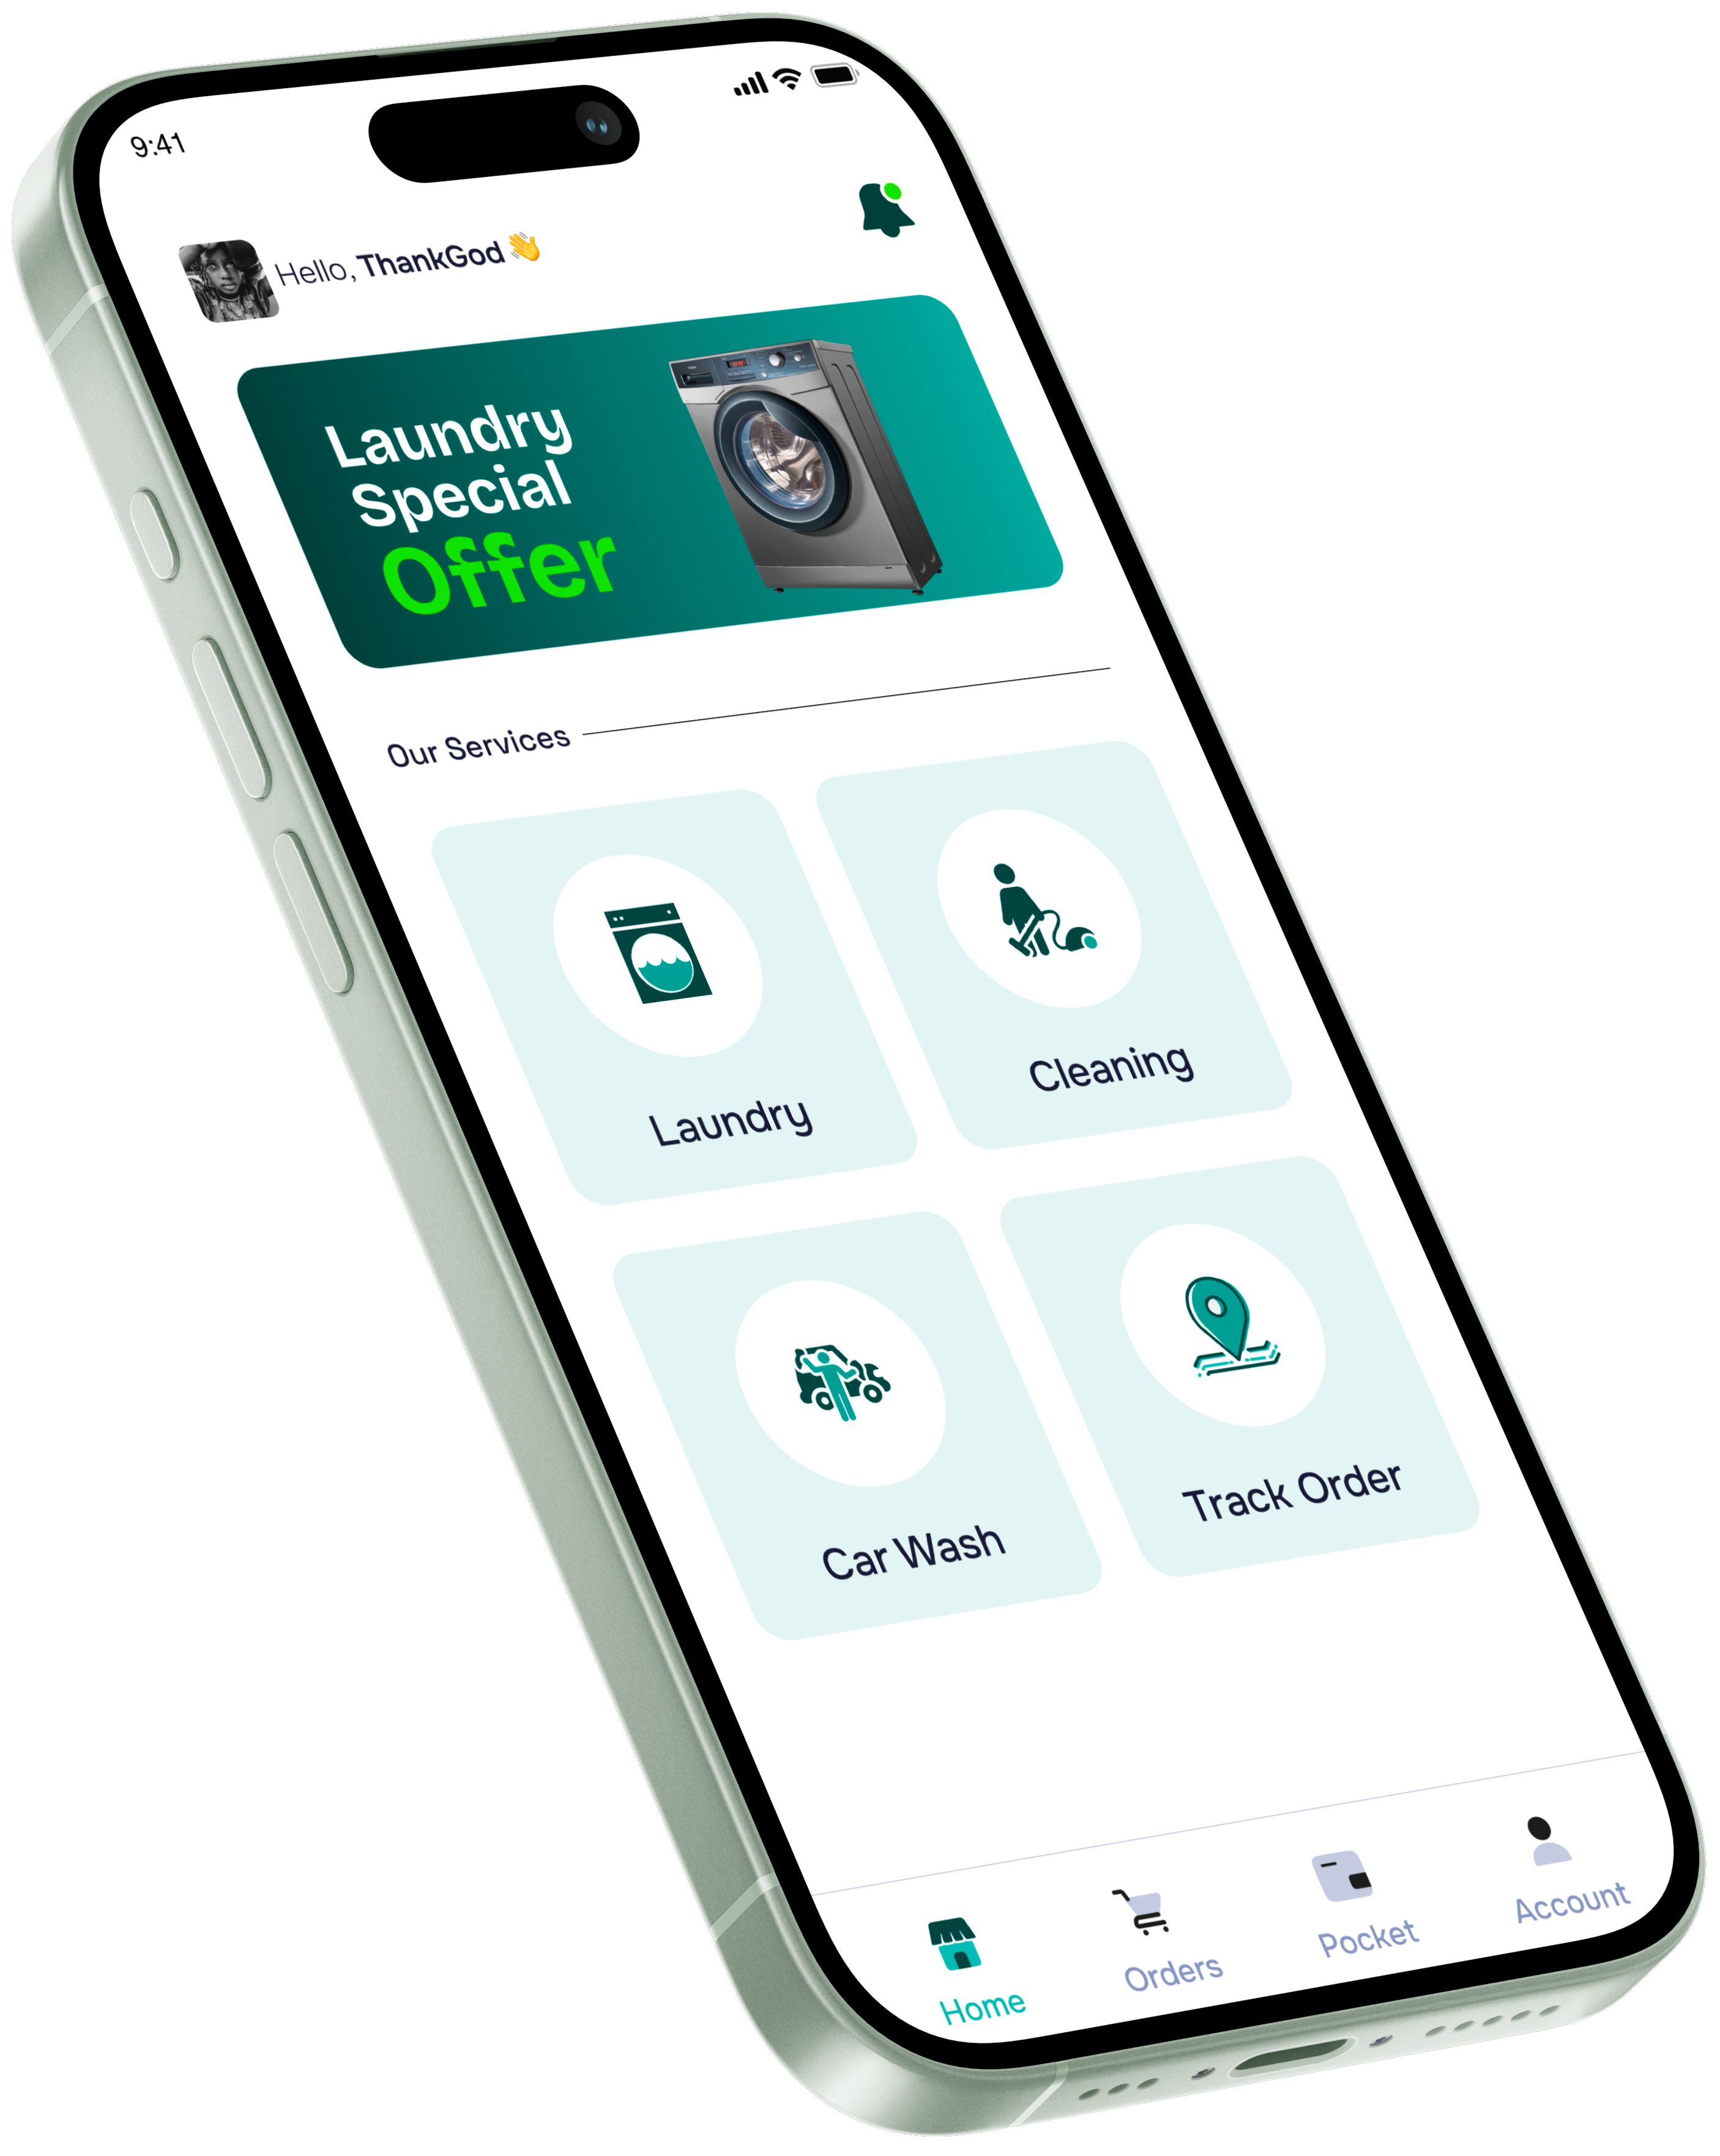 9:41
Hello, ThankGod 👋
Laundry
Special
Offer
Our Services
Laundry
Cleaning
Car Wash
Track Order
Home
Orders
Pocket
Account